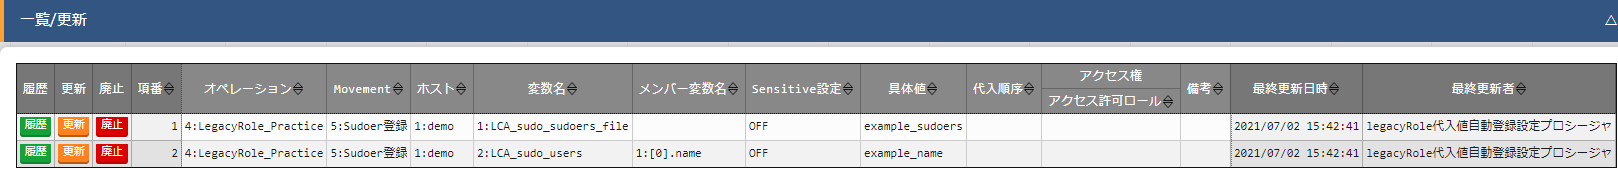 一覧/更新 △
履歴 更新 廃止 項番 オペレーション Movement ホスト 変数名 メンバー変数名 Sensitive設定 具体値 代入順序 アクセス権 備考 最終更新日時 最終更新者
アクセス許可ロール
履歴 更新 廃止 1 4:LegacyRole_Practice 5:Sudoer登録 1:demo 1:LCA_sudo_sudoers_file OFF example_sudoers 2021/07/02 15:42:41 legacyRole代入値自動登録設定プロシージャ
履歴 更新 廃止 2 4:LegacyRole_Practice 5:Sudoer登録 1:demo 2:LCA_sudo_users 1:[0].name OFF example_name 2021/07/02 15:42:41 legacyRole代入値自動登録設定プロシージャ